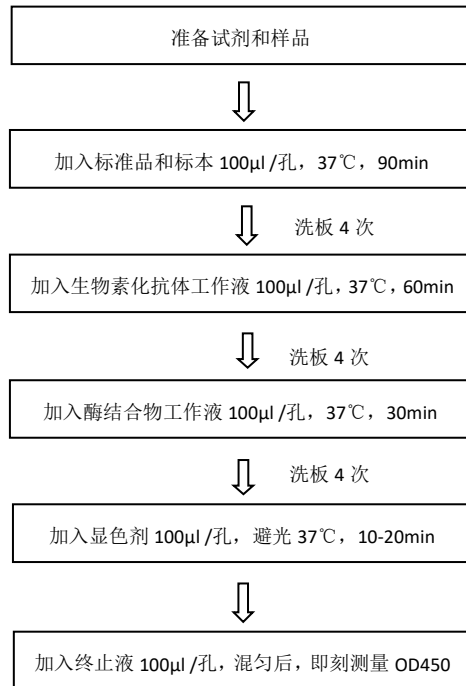 准备试剂和样品
加入标准品和标本 100μl /孔，37℃，90min
洗板 4 次
加入生物素化抗体工作液 100μl /孔，37℃，60min
洗板 4 次
加入酶结合物工作液 100μl /孔，37℃，30min
洗板 4 次
加入显色剂 100μl /孔，避光 37℃，10-20min
加入终止液 100μl /孔，混匀后，即刻测量 OD450